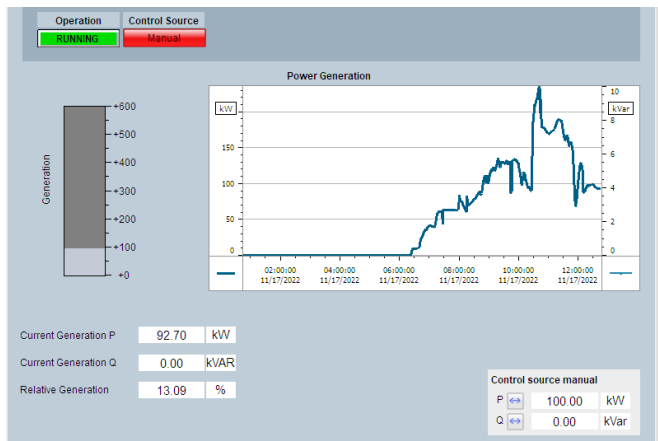 Operation Control Source
RUNNING Manual
Power Generation
+600
+500
+400
+300
+200
+100
+0
Generation
kW
150
100
50
0
10
kVar
8
6
4
2
0
02:00:00 04:00:00 06:00:00 08:00:00 10:00:00 12:00:00
11/17/2022 11/17/2022 11/17/2022 11/17/2022 11/17/2022 11/17/2022
Current Generation P 92.70 kW
Current Generation Q 0.00 kVAR
Relative Generation 13.09 %
Control source manual
P 100.00 kW
Q 0.00 kVar